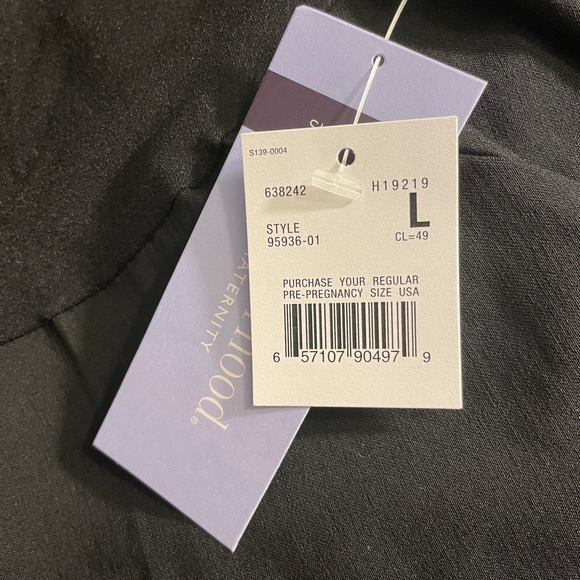 S139-0004
638242 H19219
L
STYLE
95936-01 CL=49
PURCHASE YOUR REGULAR
PRE-PREGNANCY SIZE USA
6 57107 90497 9
hood®
MATERNITY